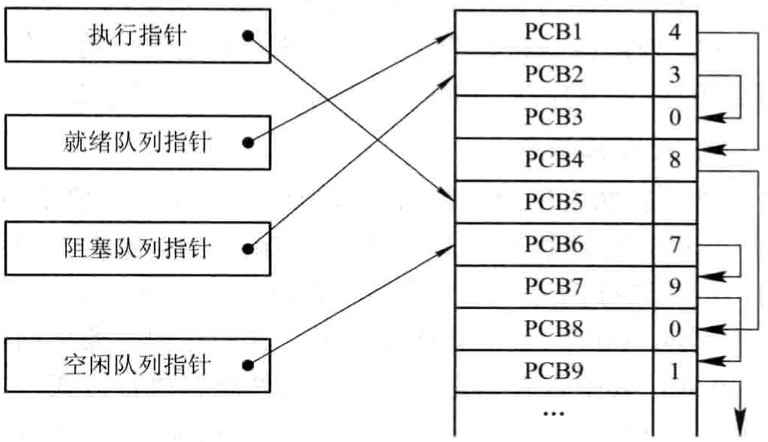 执行指针
就绪队列指针
阻塞队列指针
空闲队列指针
PCB1 4
PCB2 3
PCB3 0
PCB4 8
PCB5
PCB6 7
PCB7 9
PCB8 0
PCB9 1
…